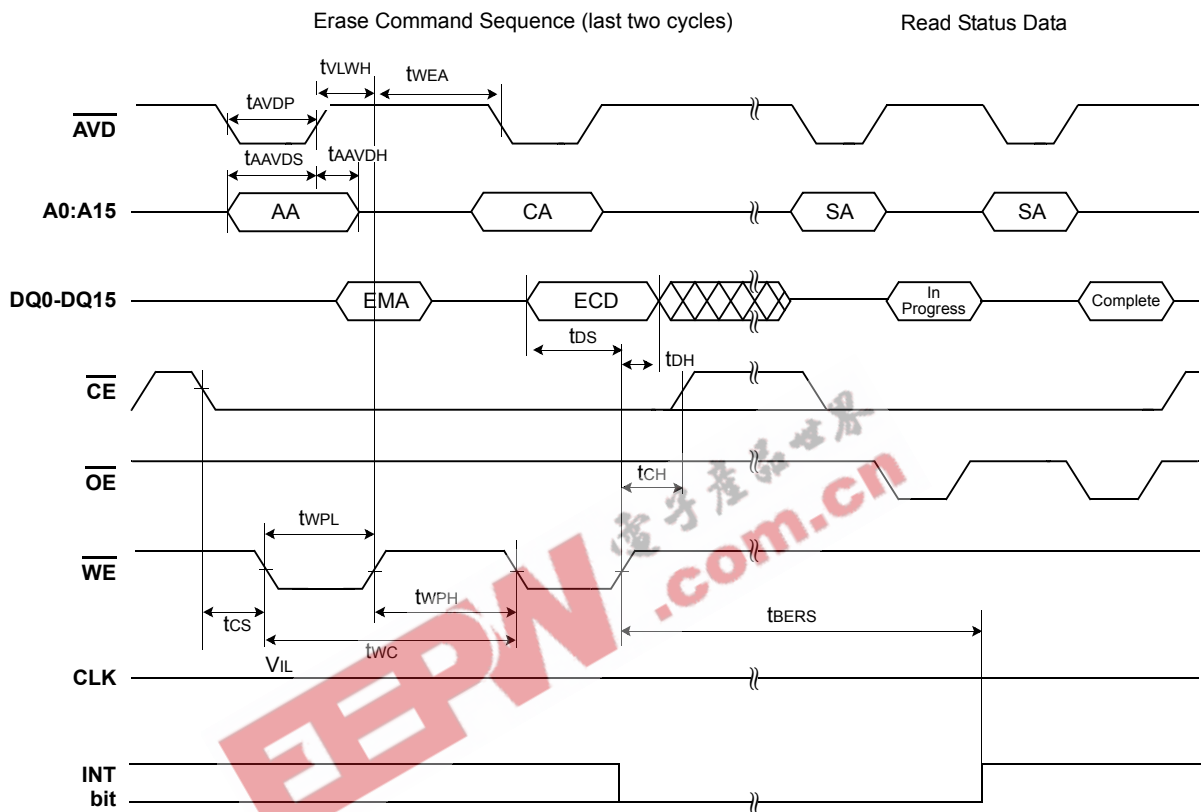 Erase Command Sequence (last two cycles)
Read Status Data
tVLWH
tWEA
tAVDP
AVD
tAAVDS
tAAVDH
A0:A15
AA
CA
SA
SA
DQ0-DQ15
EMA
ECD
In Progress
Complete
tDS
tDH
CE
OE
tCH
tWPL
WE
tWPH
tCS
tWC
tBERS
VIL
CLK
INT
bit
電子產品世界
EEPW.com.cn